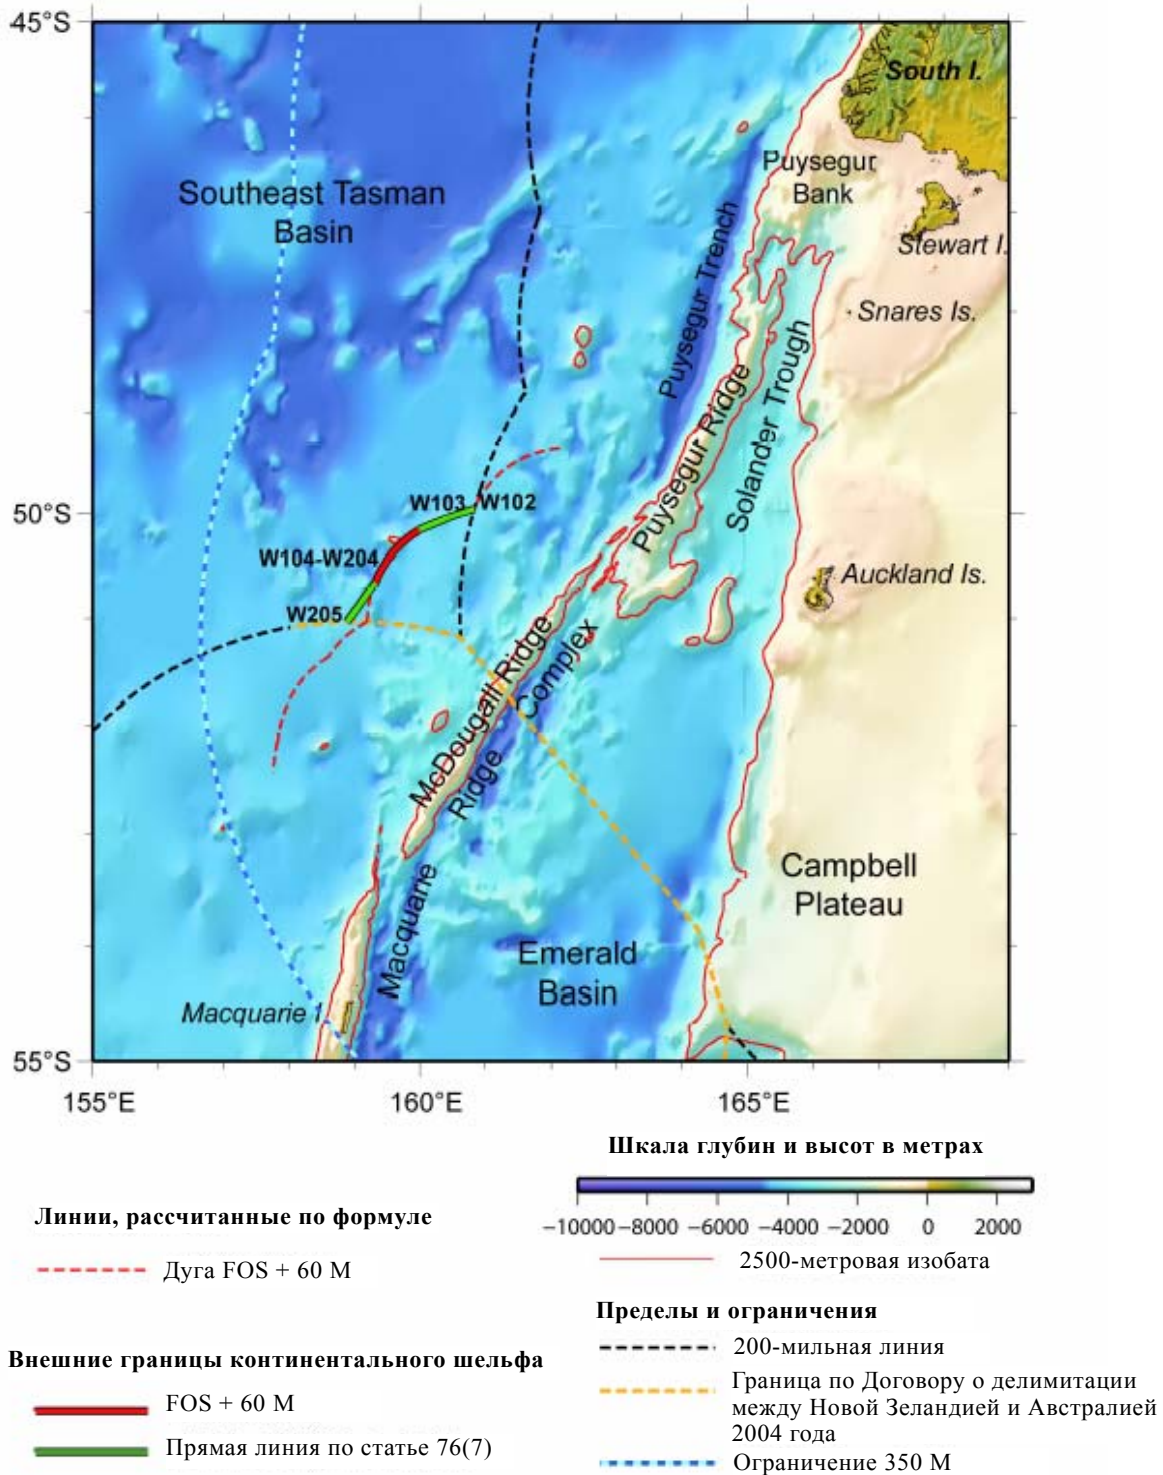 45°S
South I.
Puysegur
Bank
Southeast Tasman
Basin
Stewart I.
Puysegur Trench
Snares Is.
Puysegur Ridge
Solander Trough
W103
W102
50°S
W104-W204
Auckland Is.
W205
McDougall Ridge
Macquarie Ridge Complex
Campbell
Plateau
Emerald
Basin
Macquarie I.
55°S
155°E
160°E
165°E
Шкала глубин и высот в метрах
−10000 −8000 −6000 −4000 −2000 0 2000
2500-метровая изобата
Линии, рассчитанные по формуле
Дуга FOS + 60 M
Пределы и ограничения
200-мильная линия
Граница по Договору о делимитации
между Новой Зеландией и Австралией
2004 года
Ограничение 350 М
Внешние границы континентального шельфа
FOS + 60 M
Прямая линия по статье 76(7)